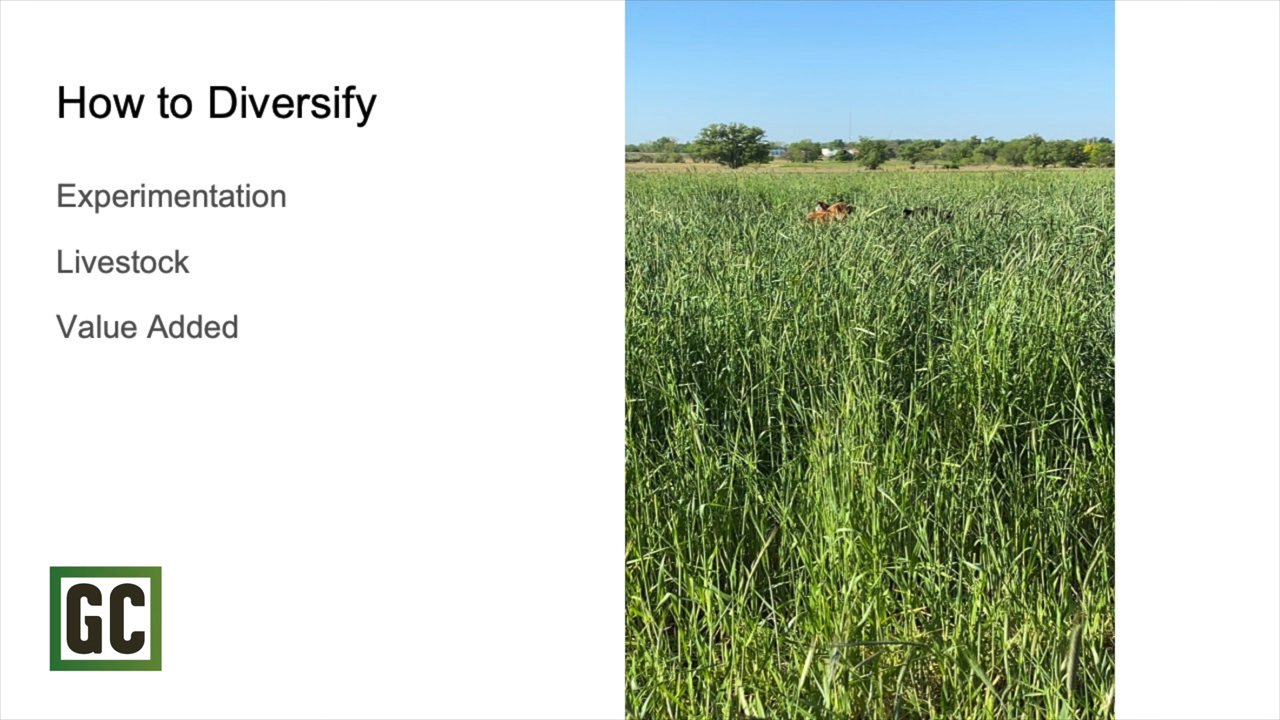 How to Diversify
Experimentation
Livestock
Value Added
GC